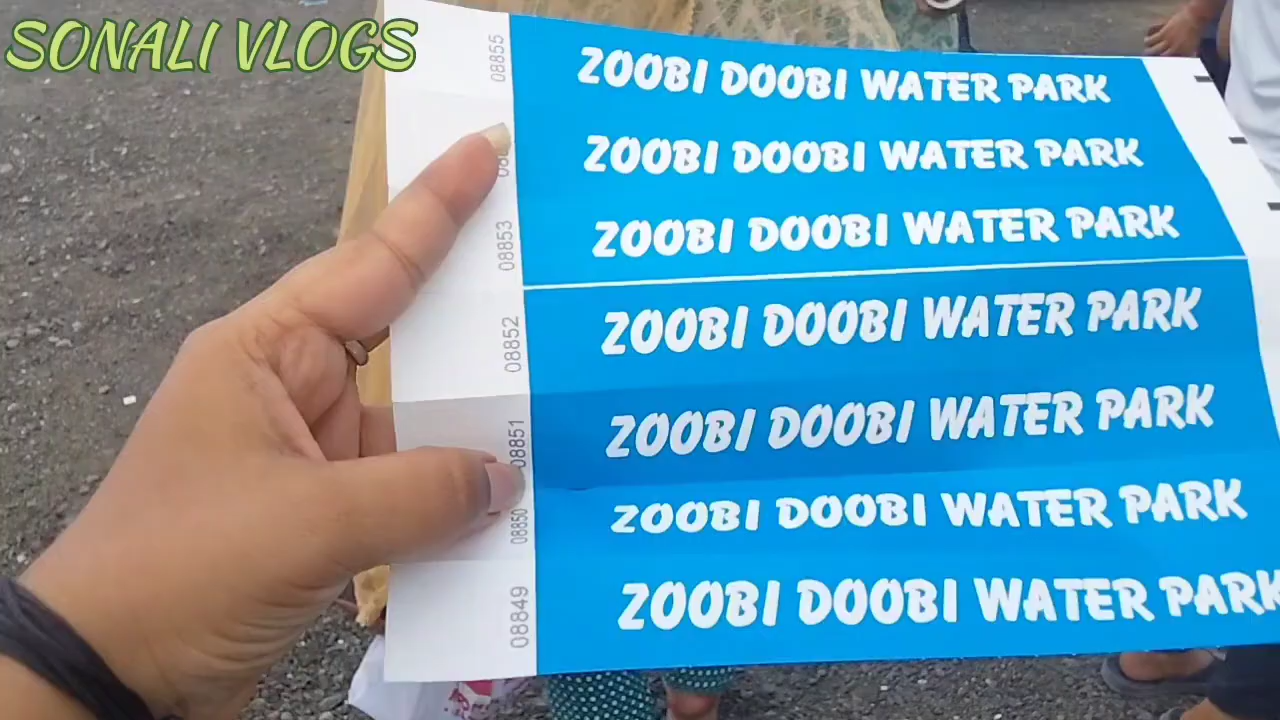 SONALI VLOGS
08855 ZOOBI DOOBI WATER PARK
ZOOBI DOOBI WATER PARK
08853 ZOOBI DOOBI WATER PARK
08852 ZOOBI DOOBI WATER PARK
08851 ZOOBI DOOBI WATER PARK
08850 ZOOBI DOOBI WATER PARK
08849 ZOOBI DOOBI WATER PARK